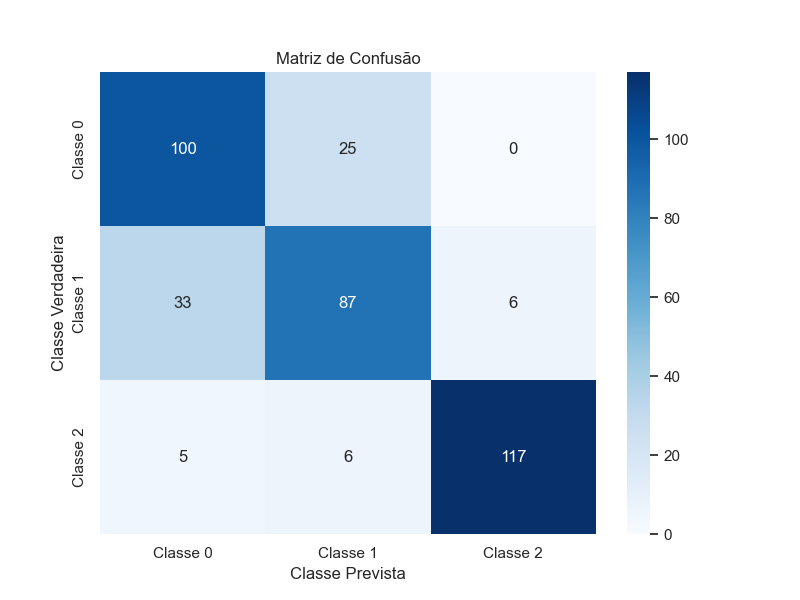 Matriz de Confusão
Classe Verdadeira
Classe 0
100
25
0
Classe 1
33
87
6
Classe 2
5
6
117
Classe 0
Classe 1
Classe 2
Classe Prevista
100
80
60
40
20
0